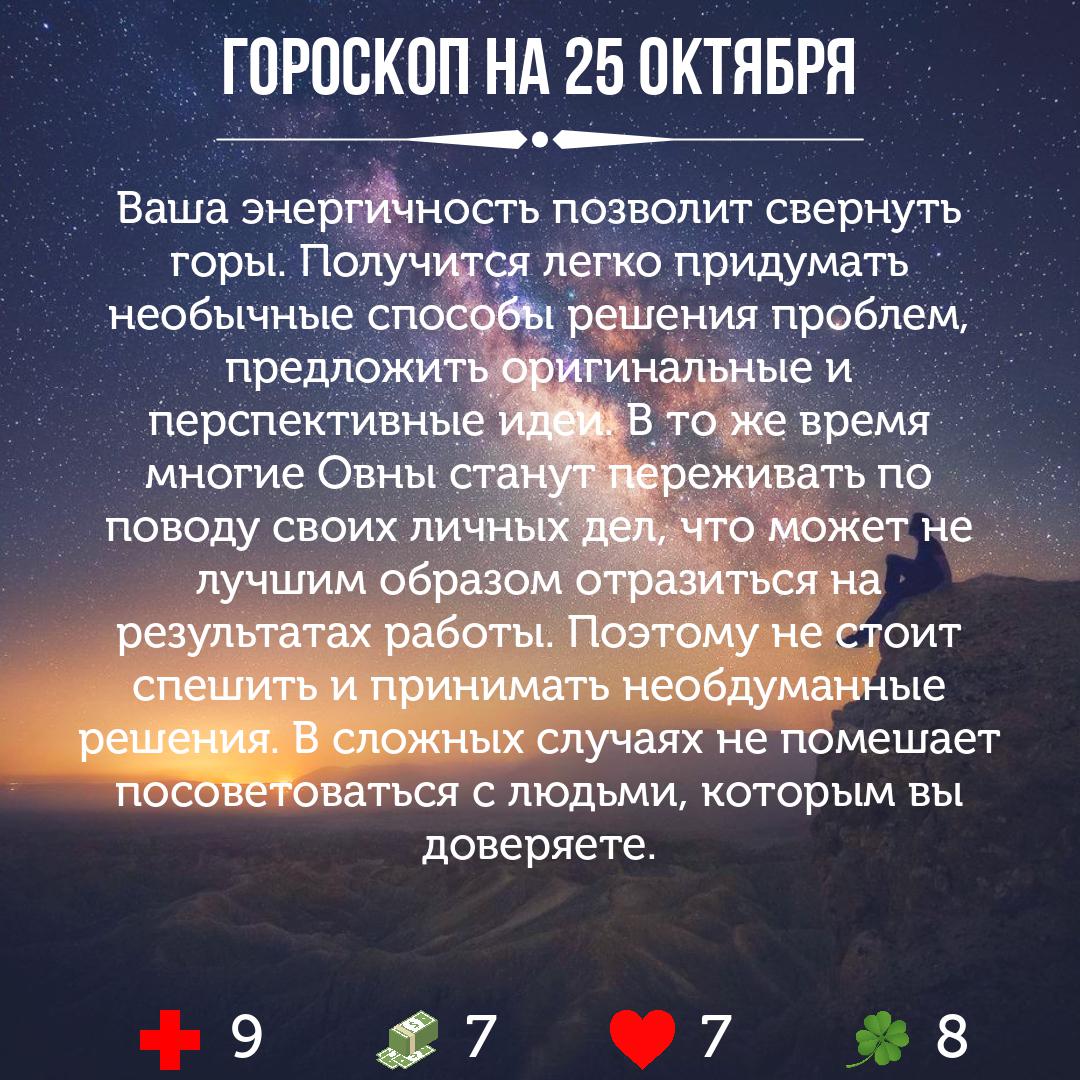 ГОРОСКОП НА 25 ОКТЯБРЯ
Ваша энергичность позволит свернуть
горы. Получится легко придумать
необычные способы решения проблем,
предложить оригинальные и
перспективные идеи. В то же время
многие Овны станут переживать по
поводу своих личных дел, что может не
лучшим образом отразиться на
результатах работы. Поэтому не стоит
спешить и принимать необдуманные
решения. В сложных случаях не помешает
посоветоваться с людьми, которым вы
доверяете.
9 7 7 8